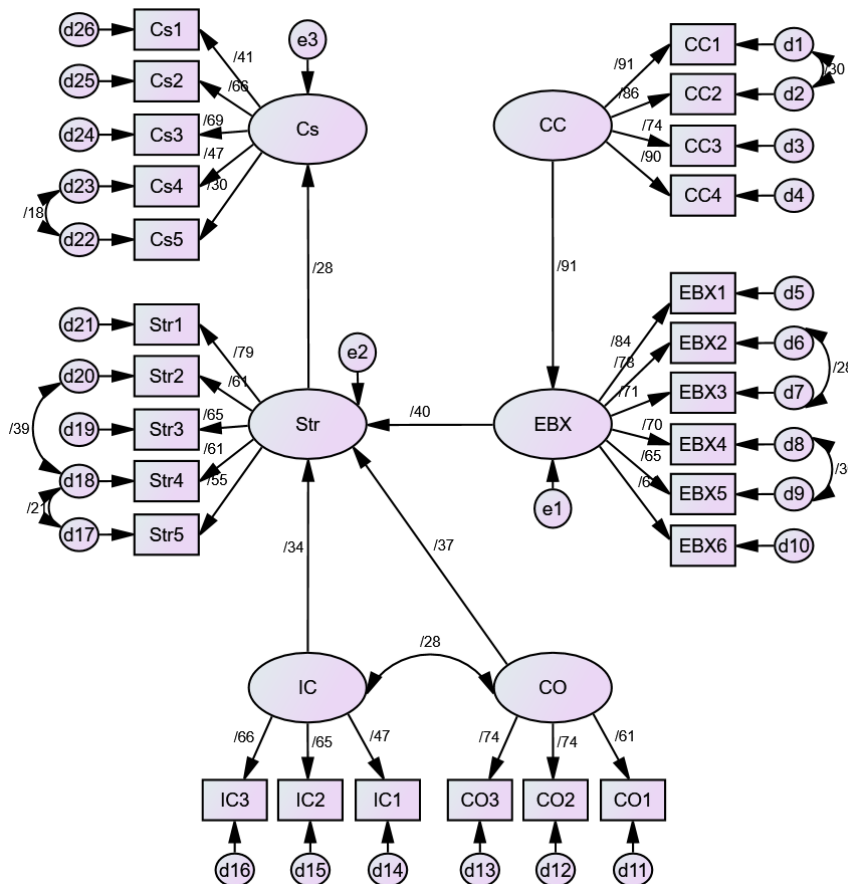 d26 Cs1 /41 e3
d25 Cs2 /66
d24 Cs3 /69 Cs
d23 Cs4 /47
/18 /30
d22 Cs5
CC1 d1
/91 /30
CC /86 CC2 d2
/74 CC3 d3
/90 CC4 d4
/28
/91
EBX1 d5
/84 EBX2 d6
/78 /28
/71 EBX3 d7
EBX /70 EBX4 d8
/65 EBX5 d9
EBX6 d10
e1
d21 Str1 /79 e2
d20 Str2 /61
/39 d19 Str3 /65 Str /40
d18 Str4 /61
/21 /55
d17 Str5
/34 /37
/28
IC CO
/66 /65 /47 /74 /74 /61
IC3 IC2 IC1 CO3 CO2 CO1
d16 d15 d14 d13 d12 d11